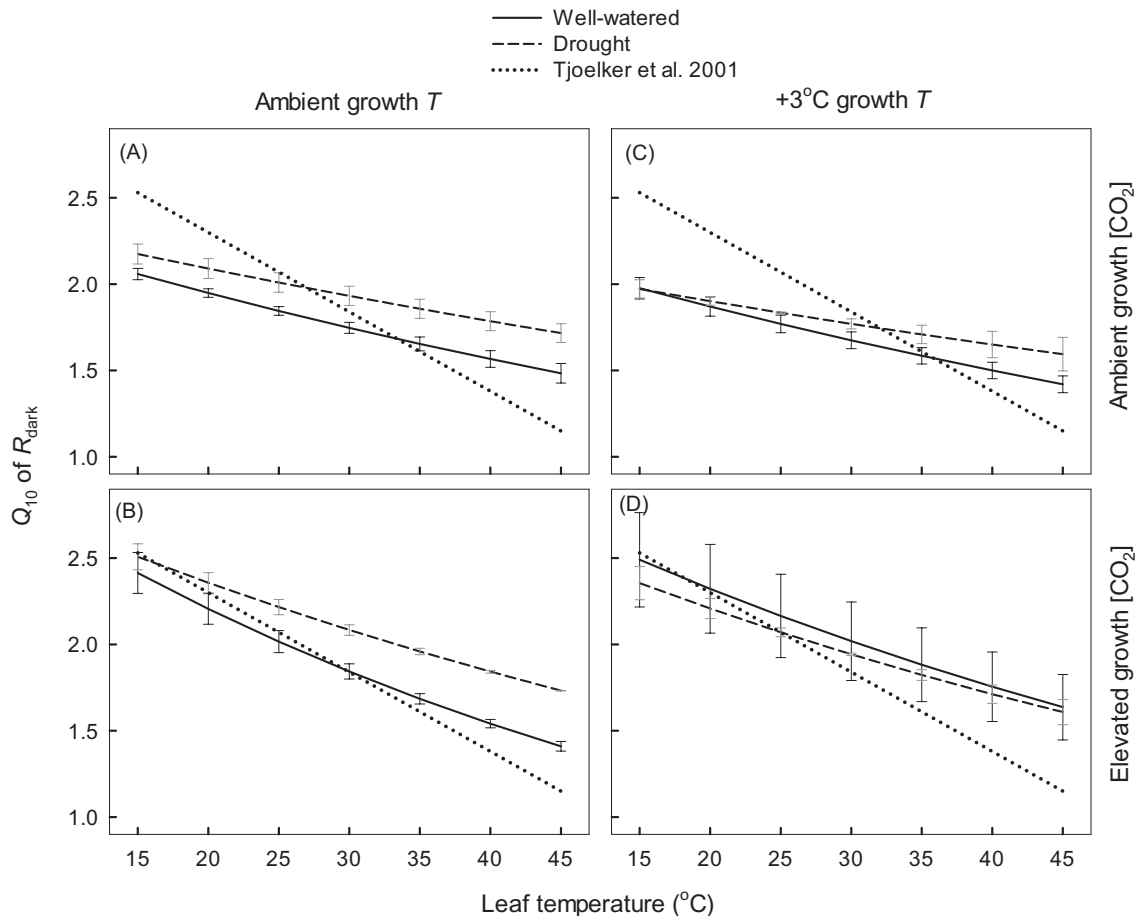 Well-watered
Drought
Tjoelker et al. 2001
Ambient growth T
+3°C growth T
(A)
(C)
2.5
2.0
1.5
1.0
Ambient growth [CO₂]
Q₁₀ of R_dark
(B)
(D)
2.5
2.0
1.5
1.0
Elevated growth [CO₂]
15 20 25 30 35 40 45
15 20 25 30 35 40 45
Leaf temperature (°C)